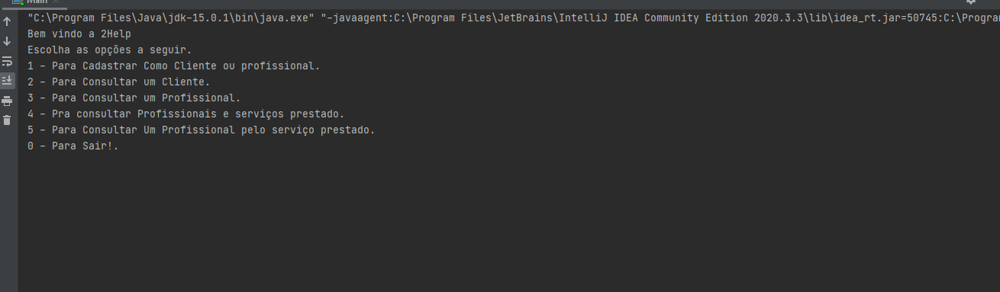 Main
"C:\Program Files\Java\jdk-15.0.1\bin\java.exe" "-javaagent:C:\Program Files\JetBrains\IntelliJ IDEA Community Edition 2020.3.3\lib\idea_rt.jar=50745:C:\Program
Bem vindo a 2Help
Escolha as opções a seguir.
1 - Para Cadastrar Como Cliente ou profissional.
2 - Para Consultar um Cliente.
3 - Para Consultar um Profissional.
4 - Pra consultar Profissionais e serviços prestado.
5 - Para Consultar Um Profissional pelo serviço prestado.
0 - Para Sair!.